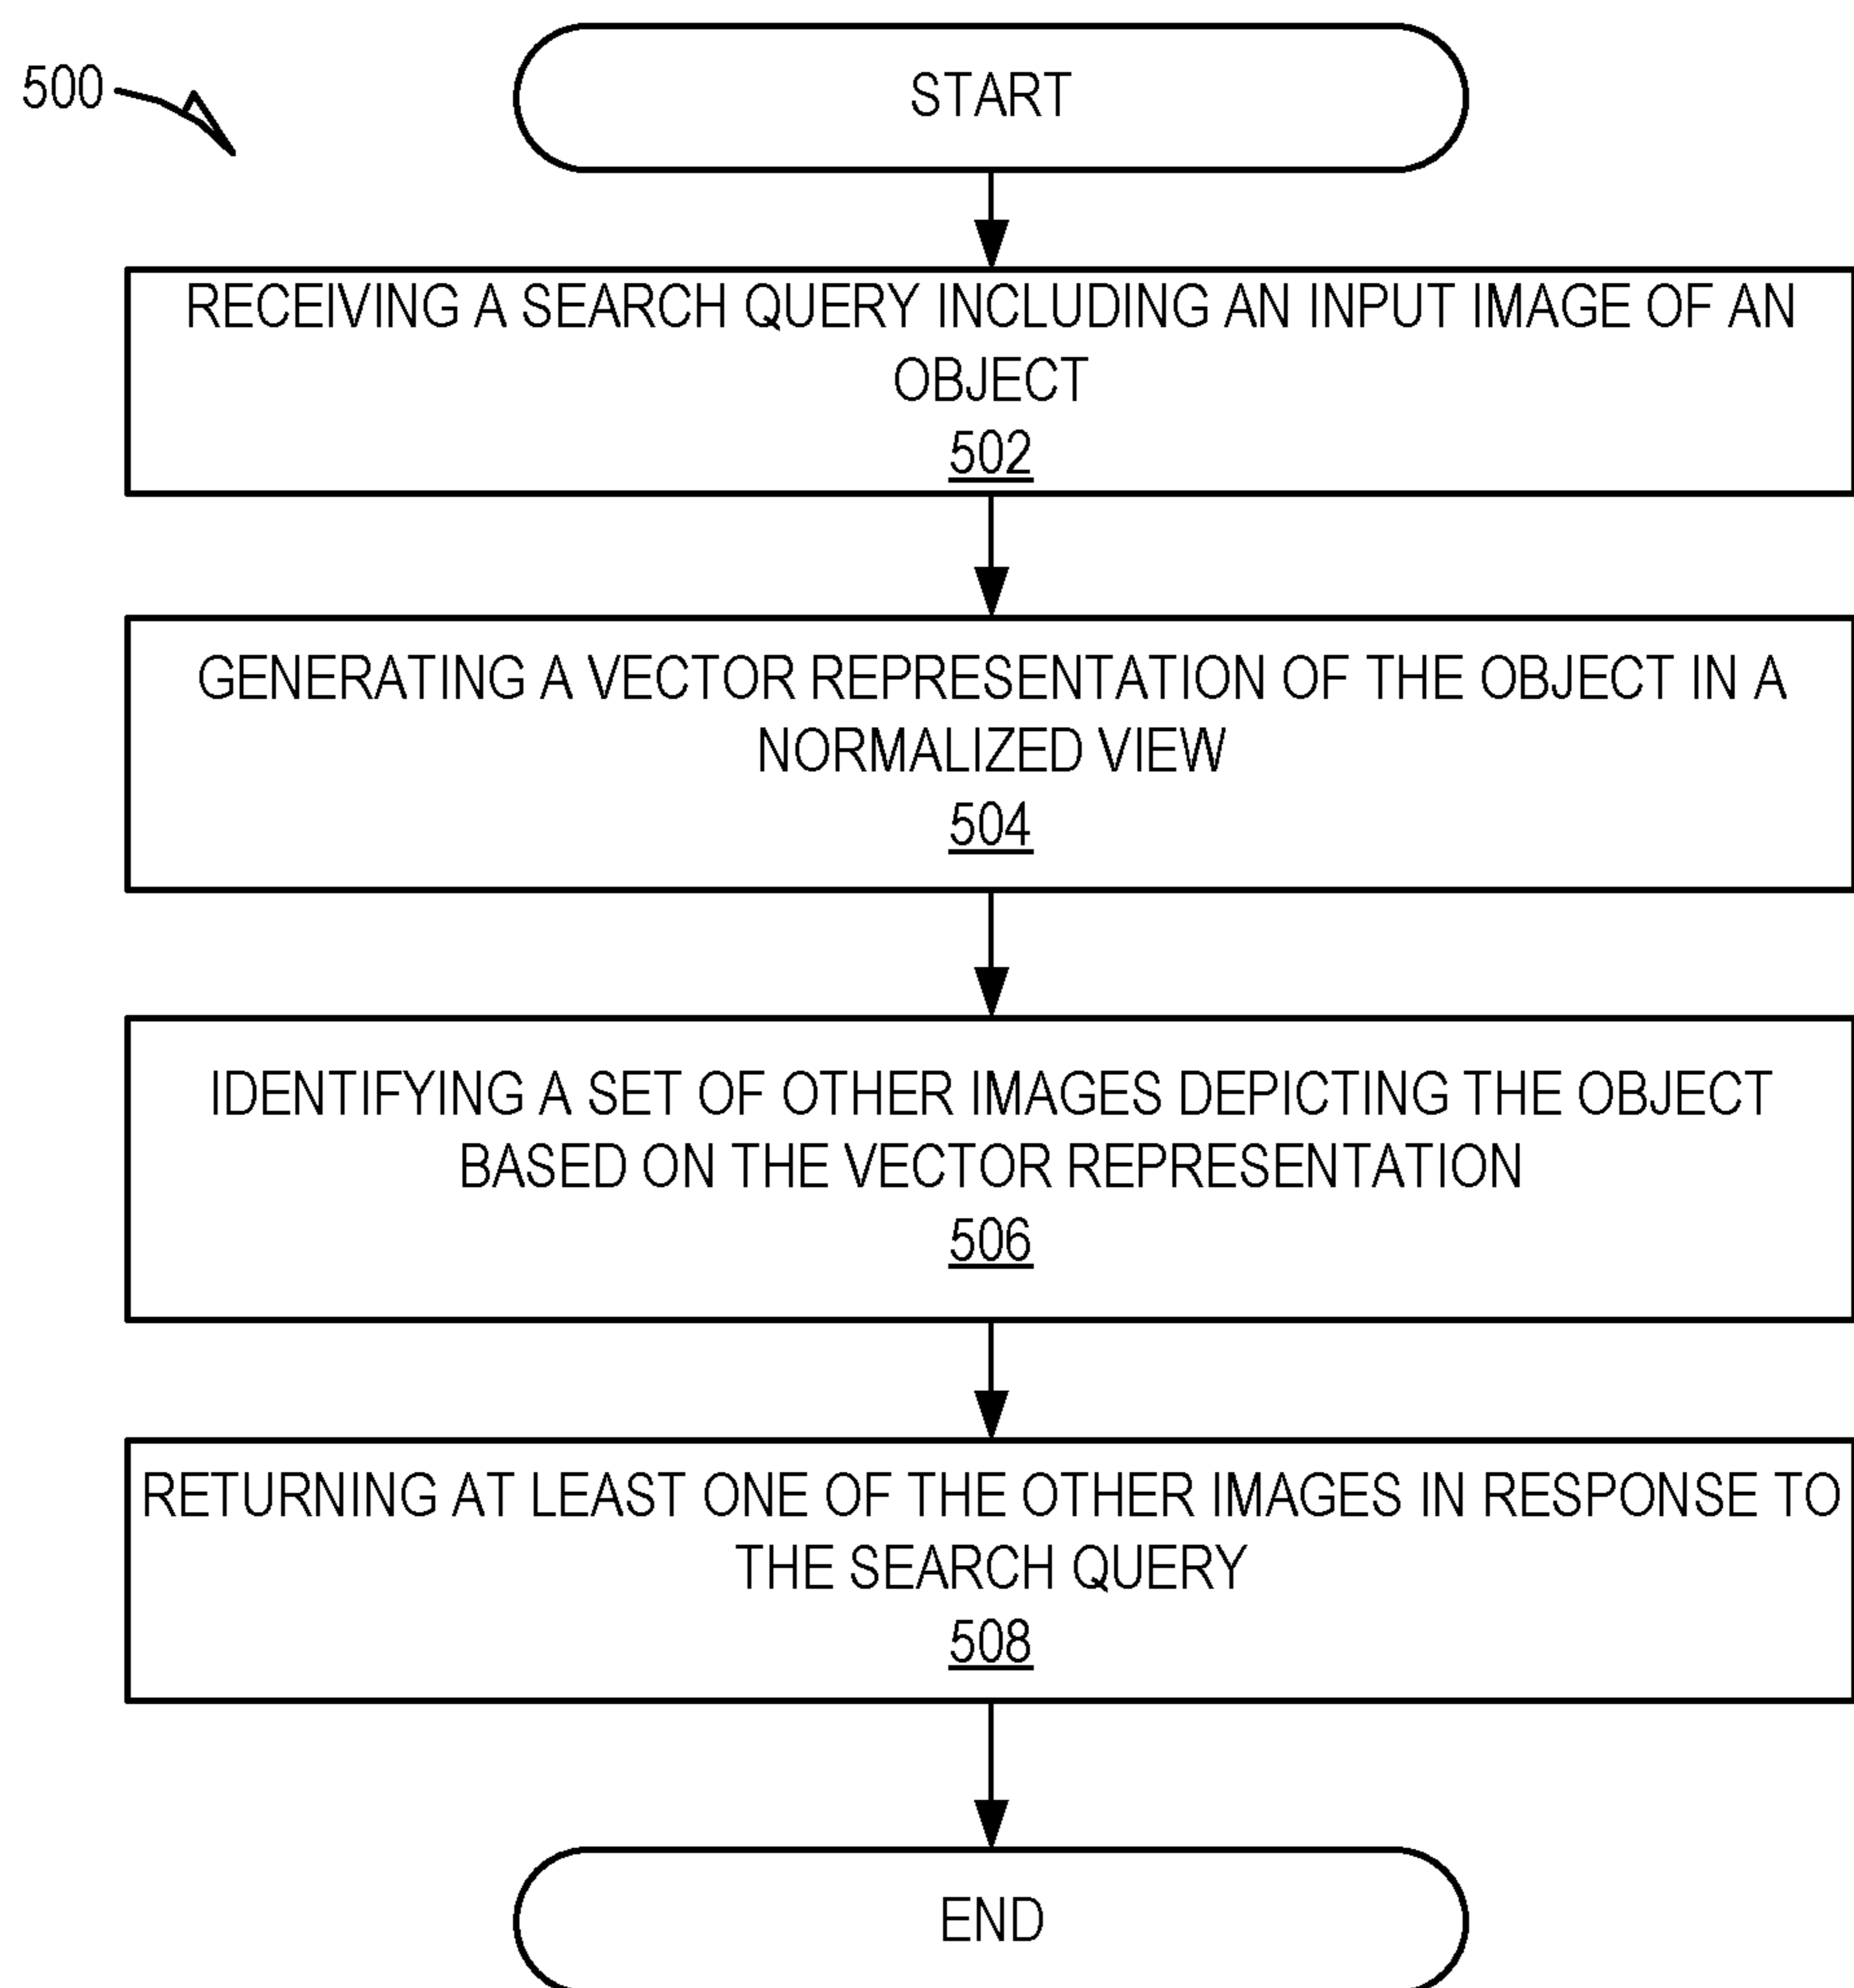 500
START
RECEIVING A SEARCH QUERY INCLUDING AN INPUT IMAGE OF AN
OBJECT
502
GENERATING A VECTOR REPRESENTATION OF THE OBJECT IN A
NORMALIZED VIEW
504
IDENTIFYING A SET OF OTHER IMAGES DEPICTING THE OBJECT
BASED ON THE VECTOR REPRESENTATION
506
RETURNING AT LEAST ONE OF THE OTHER IMAGES IN RESPONSE TO
THE SEARCH QUERY
508
END